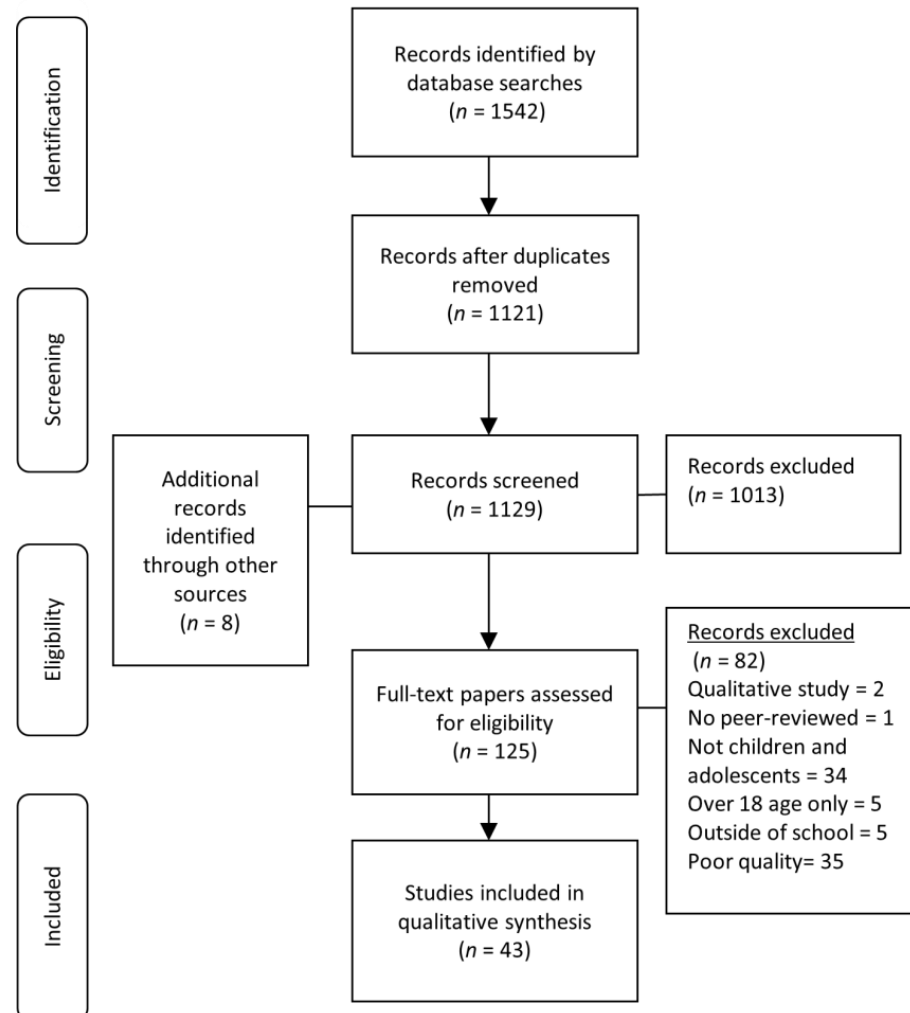 Identification
Records identified by
database searches
(n = 1542)
Records after duplicates
removed
(n = 1121)
Screening
Additional
records
identified
through other
sources
(n = 8)
Records screened
(n = 1129)
Records excluded
(n = 1013)
Eligibility
Full-text papers assessed
for eligibility
(n = 125)
Records excluded
(n = 82)
Qualitative study = 2
No peer-reviewed = 1
Not children and
adolescents = 34
Over 18 age only = 5
Outside of school = 5
Poor quality= 35
Included
Studies included in
qualitative synthesis
(n = 43)